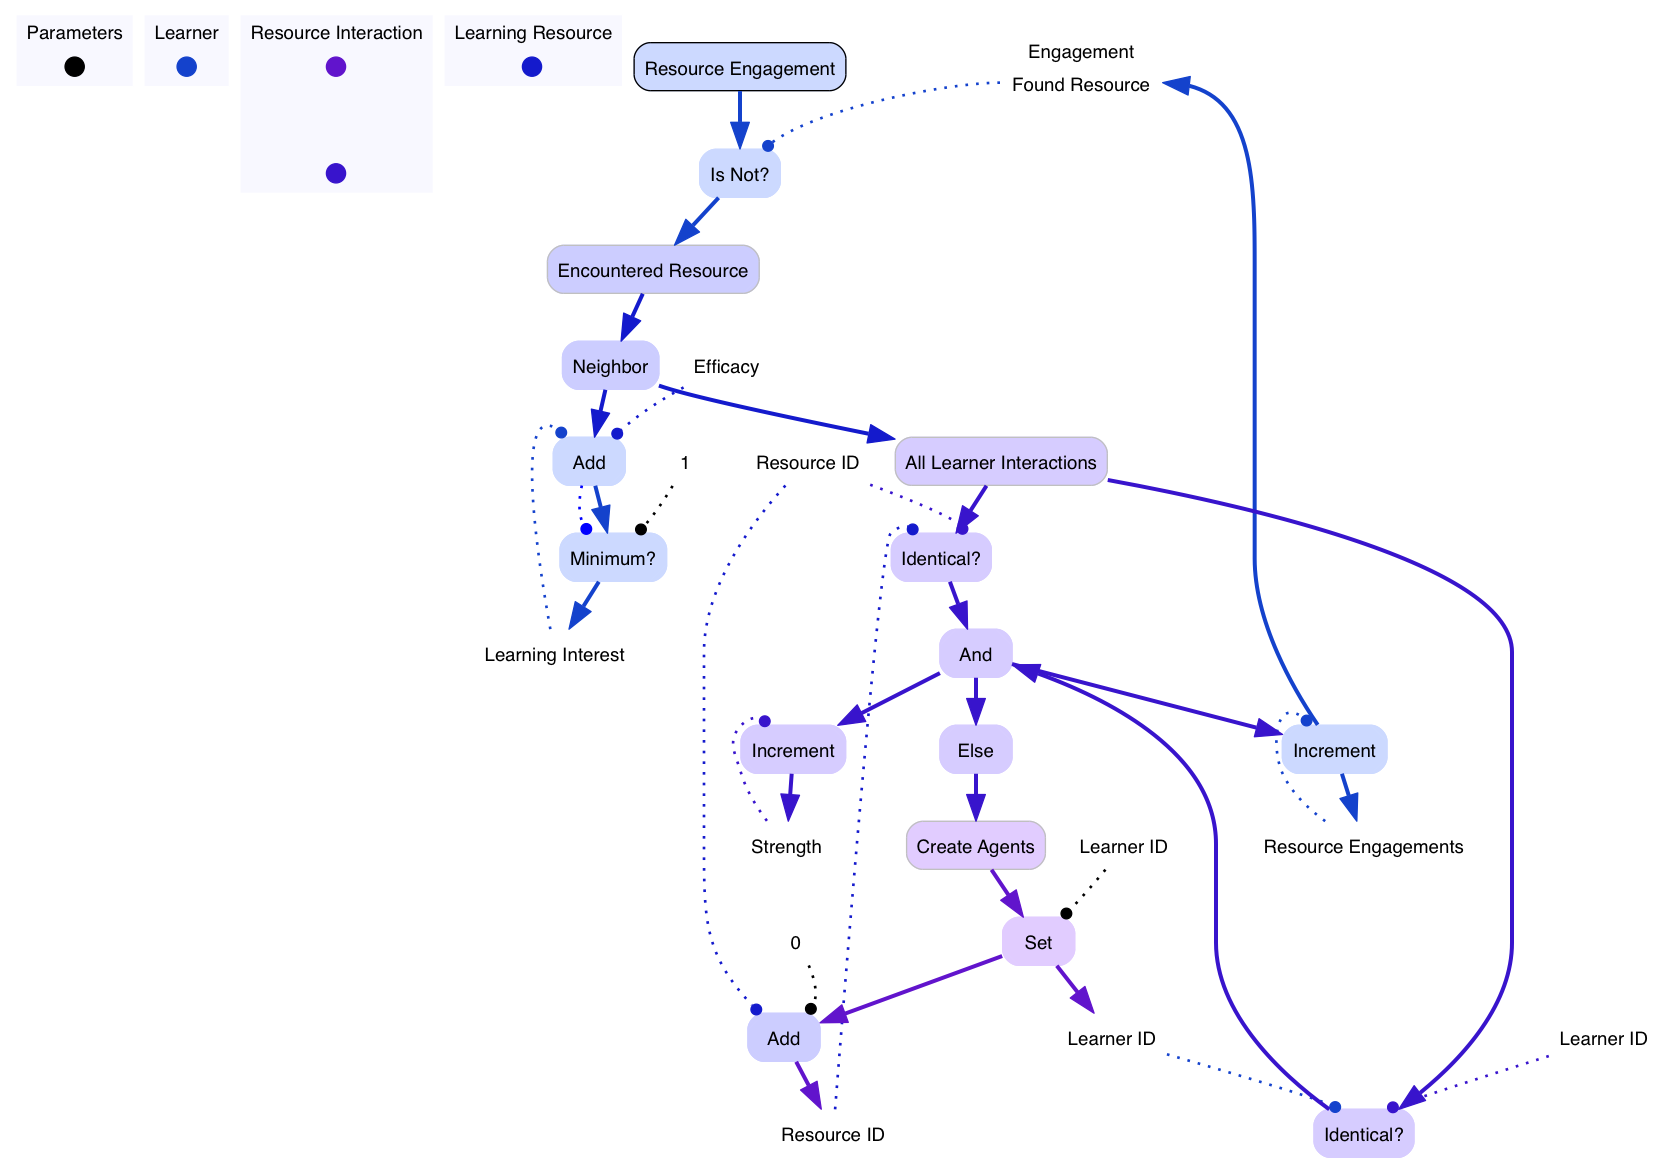 Parameters
Learner
Resource Interaction
Learning Resource
Resource Engagement
Engagement
Found Resource
Is Not?
Encountered Resource
Neighbor
Efficacy
Add
1
Resource ID
All Learner Interactions
Minimum?
Identical?
Learning Interest
And
Increment
Else
Increment
Strength
Create Agents
Learner ID
Resource Engagements
0
Set
Add
Learner ID
Learner ID
Resource ID
Identical?